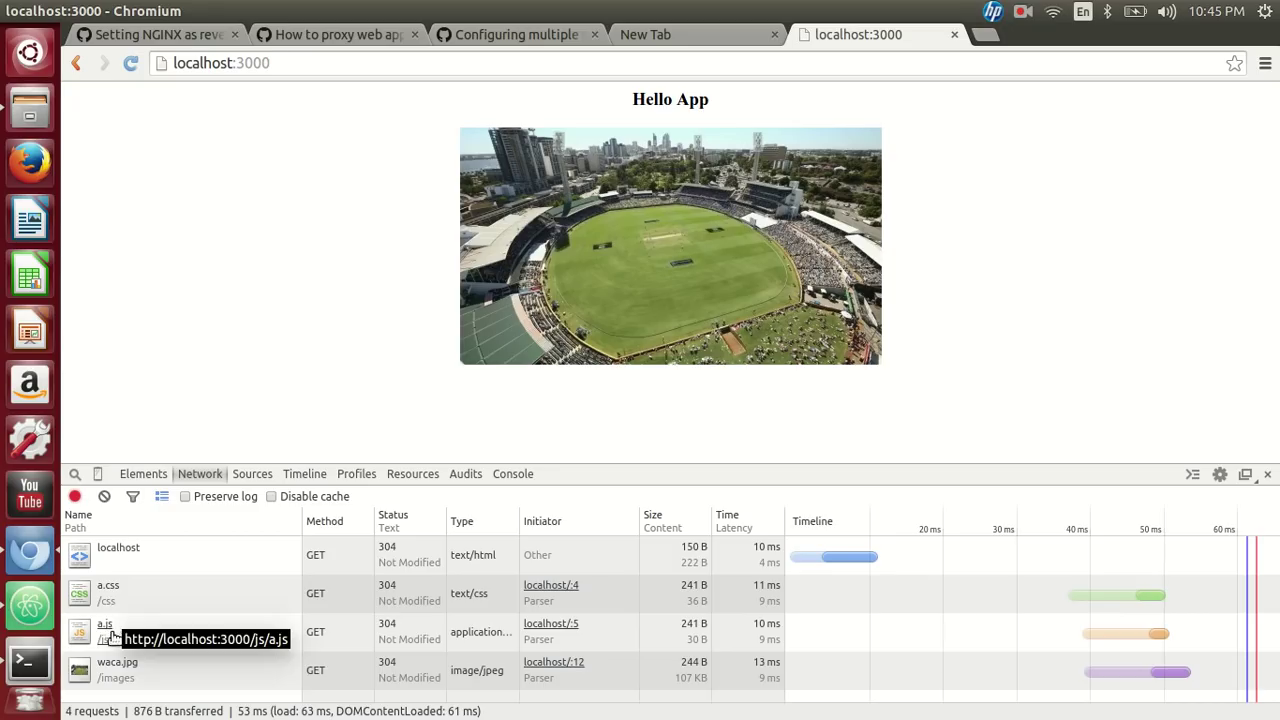 localhost:3000 - Chromium
En
10:45 PM
Setting NGINX as reve
How to proxy web app
Configuring multiple
New Tab
localhost:3000
localhost:3000
Hello App
You
Tube
Elements Network Sources Timeline Profiles Resources Audits Console
Preserve log Disable cache
Name Path Method Status Text Type Initiator Size Content Time Latency Timeline 20 ms 30 ms 40 ms 50 ms 60 ms
localhost GET 304 Not Modified text/html Other 150 B 222 B 10 ms 4 ms
a.css /css GET 304 Not Modified text/css localhost/:4 Parser 241 B 36 B 11 ms 9 ms
a.js GET 304 Not Modified application... localhost/:5 Parser 241 B 30 B 10 ms 9 ms
http://localhost:3000/js/a.js
waca.jpg /images GET 304 Not Modified image/jpeg localhost/:12 Parser 244 B 107 KB 13 ms 9 ms
4 requests | 876 B transferred | 53 ms (load: 63 ms, DOMContentLoaded: 61 ms)